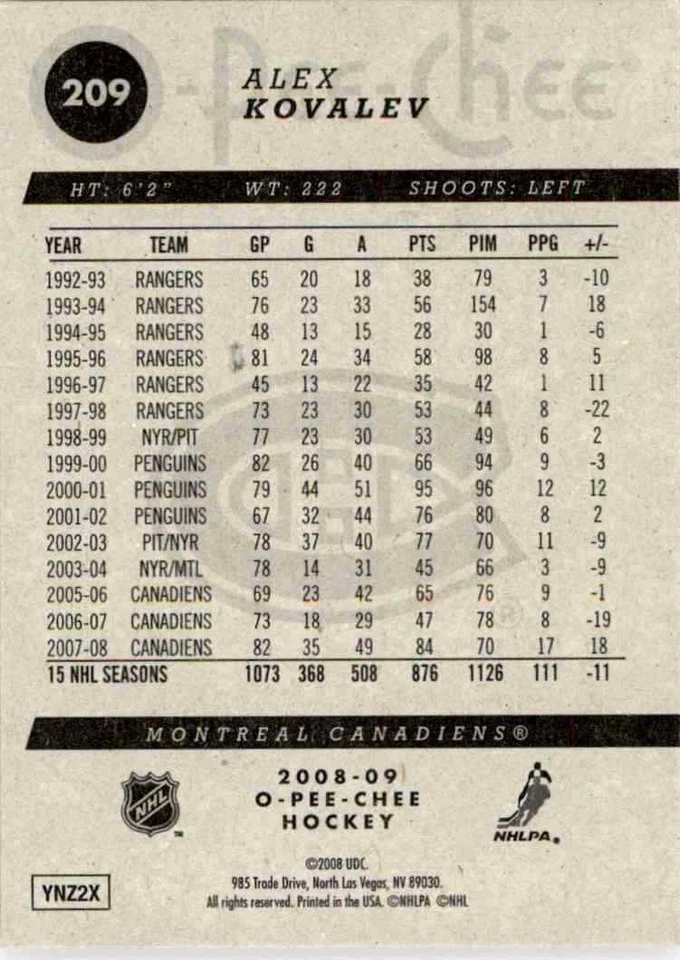 O-Pee-Chee
209
ALEX
KOVALEV
HT: 6'2" WT: 222 SHOOTS: LEFT
YEAR TEAM GP G A PTS PIM PPG +/-
1992-93 RANGERS 65 20 18 38 79 3 -10
1993-94 RANGERS 76 23 33 56 154 7 18
1994-95 RANGERS 48 13 15 28 30 1 -6
1995-96 RANGERS 81 24 34 58 98 8 5
1996-97 RANGERS 45 13 22 35 42 1 11
1997-98 RANGERS 73 23 30 53 44 8 -22
1998-99 NYR/PIT 77 23 30 53 49 6 2
1999-00 PENGUINS 82 26 40 66 94 9 -3
2000-01 PENGUINS 79 44 51 95 96 12 12
2001-02 PENGUINS 67 32 44 76 80 8 2
2002-03 PIT/NYR 78 37 40 77 70 11 -9
2003-04 NYR/MTL 78 14 31 45 66 3 -9
2005-06 CANADIENS 69 23 42 65 76 9 -1
2006-07 CANADIENS 73 18 29 47 78 8 -19
2007-08 CANADIENS 82 35 49 84 70 17 18
15 NHL SEASONS 1073 368 508 876 1126 111 -11
MONTREAL CANADIENS®
NHL™
2008-09
O-PEE-CHEE
HOCKEY
NHLPA®
©2008 UDC.
985 Trade Drive, North Las Vegas, NV 89030.
All rights reserved. Printed in the USA. ©NHLPA ©NHL
YNZ2X